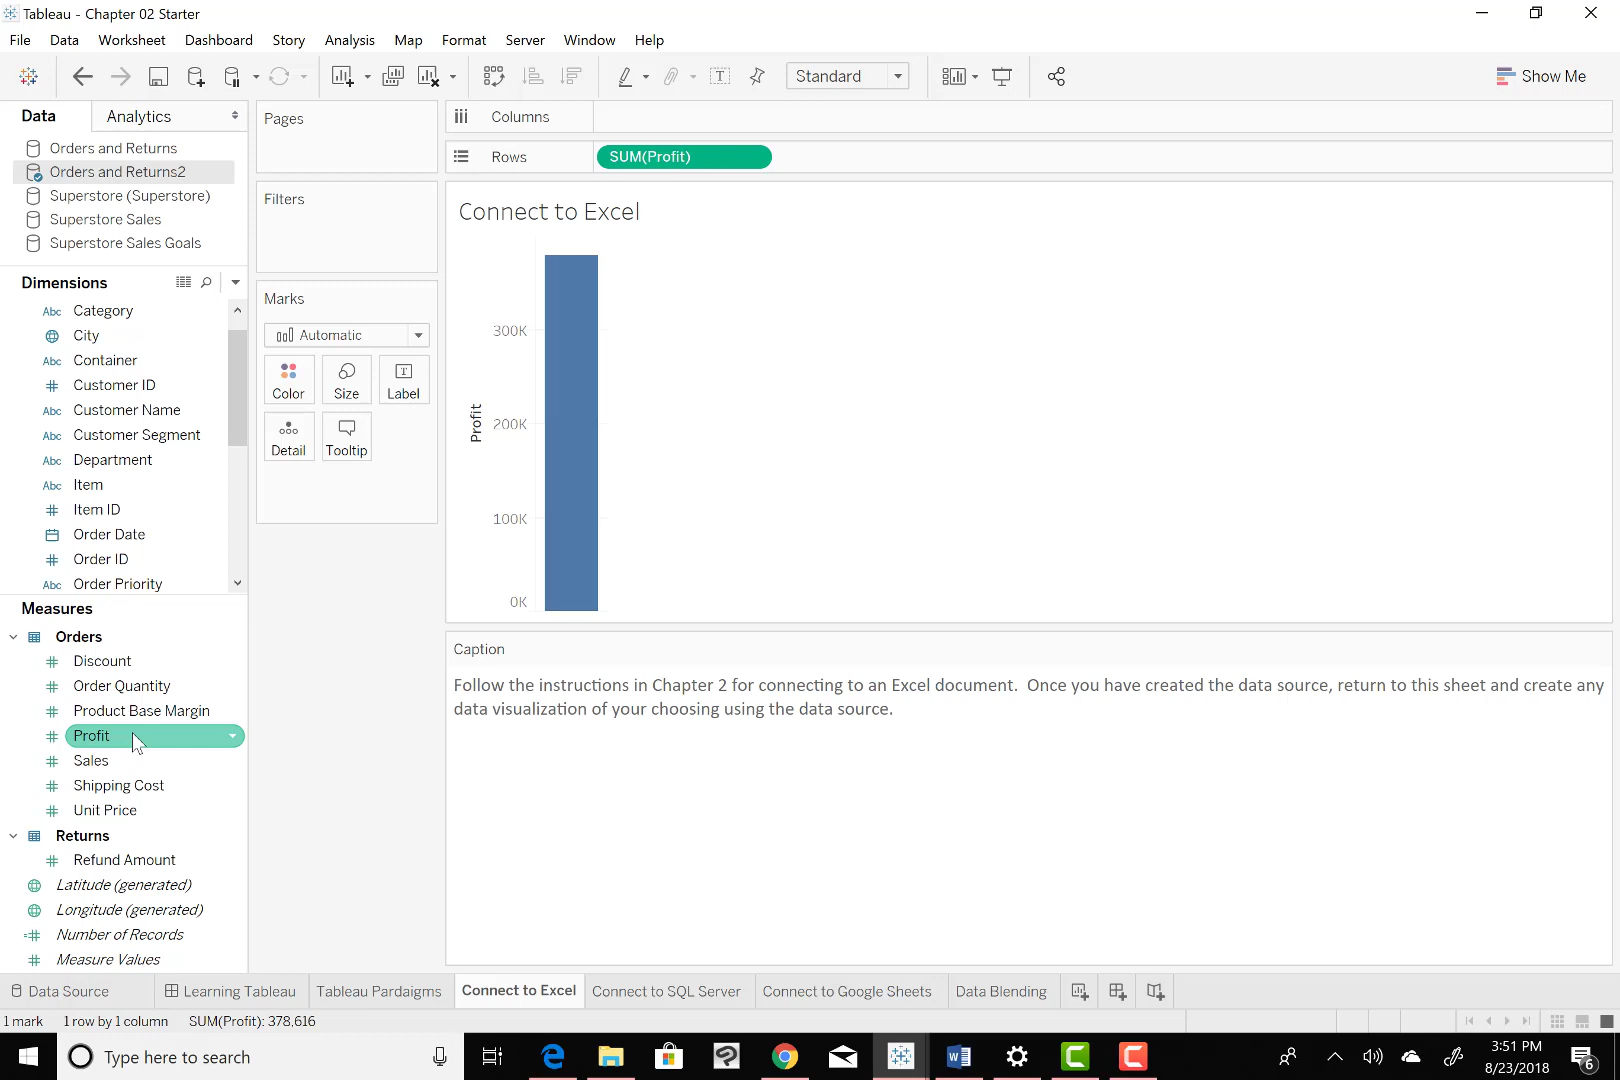 Tableau - Chapter 02 Starter
File Data Worksheet Dashboard Story Analysis Map Format Server Window Help
Standard
Show Me
Data
Analytics
Orders and Returns
Orders and Returns2
Superstore (Superstore)
Superstore Sales
Superstore Sales Goals
Dimensions
Abc Category
City
Abc Container
Customer ID
Abc Customer Name
Abc Customer Segment
Abc Department
Abc Item
Item ID
Order Date
Order ID
Abc Order Priority
Measures
Orders
Discount
Order Quantity
Product Base Margin
Profit
Sales
Shipping Cost
Unit Price
Returns
Refund Amount
Latitude (generated)
Longitude (generated)
Number of Records
Measure Values
Pages
Filters
Marks
Automatic
Color Size Label
Detail Tooltip
Columns
Rows
SUM(Profit)
Connect to Excel
Profit
300K
200K
100K
0K
Caption
Follow the instructions in Chapter 2 for connecting to an Excel document. Once you have created the data source, return to this sheet and create any
data visualization of your choosing using the data source.
Data Source Learning Tableau Tableau Pardaigms Connect to Excel Connect to SQL Server Connect to Google Sheets Data Blending
1 mark 1 row by 1 column SUM(Profit): 378,616
Type here to search
3:51 PM
8/23/2018
6